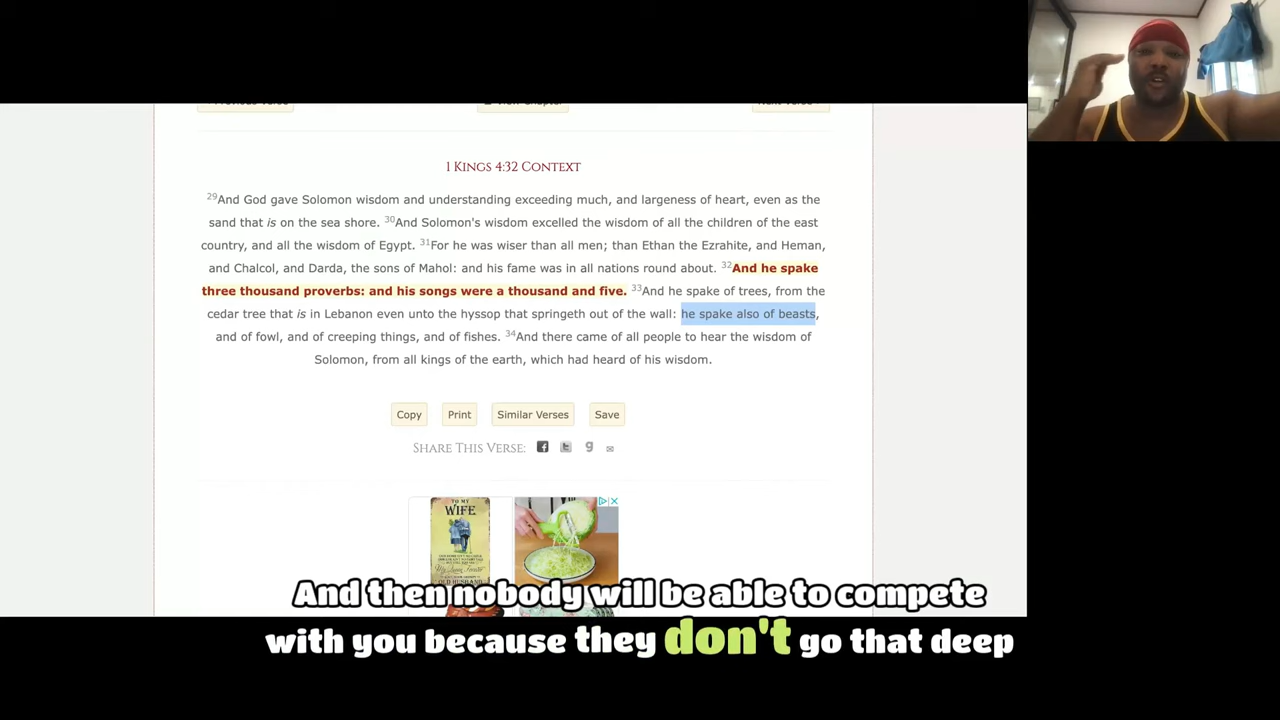 1 Kings 4:32 Context
29And God gave Solomon wisdom and understanding exceeding much, and largeness of heart, even as the
sand that is on the sea shore. 30And Solomon's wisdom excelled the wisdom of all the children of the east
country, and all the wisdom of Egypt. 31For he was wiser than all men; than Ethan the Ezrahite, and Heman,
and Chalcol, and Darda, the sons of Mahol: and his fame was in all nations round about. 32And he spake
three thousand proverbs: and his songs were a thousand and five. 33And he spake of trees, from the
cedar tree that is in Lebanon even unto the hyssop that springeth out of the wall: he spake also of beasts,
and of fowl, and of creeping things, and of fishes. 34And there came of all people to hear the wisdom of
Solomon, from all kings of the earth, which had heard of his wisdom.
Copy Print Similar Verses Save
Share This Verse:
TO MY
WIFE
And then nobody will be able to compete
with you because they don't go that deep